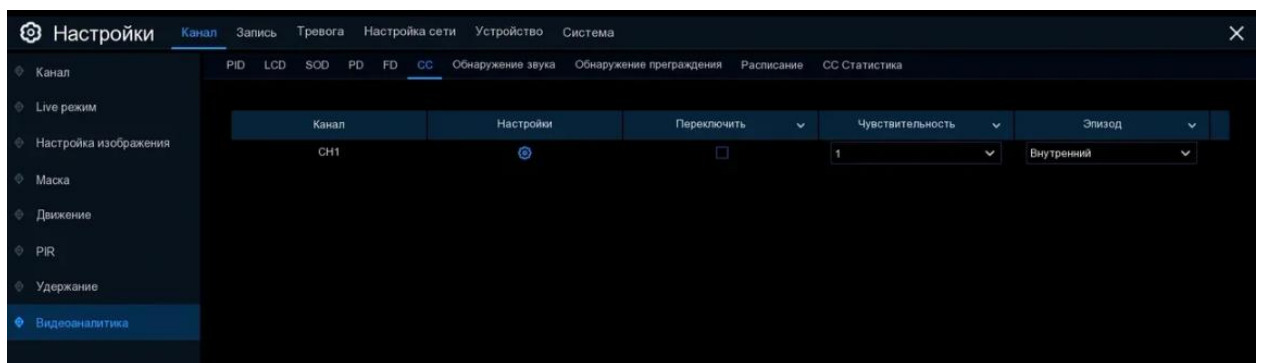 Настройки Канал Запись Тревога Настройка сети Устройство Система
PID LCD SOD PD FD CC Обнаружение звука Обнаружение преграждения Расписание СС Статистика
Канал
Live режим
Настройка изображения
Маска
Движение
PIR
Удержание
Видеоаналитика
Канал Настройки Переключить Чувствительность Эпизод
CH1 1 Внутренний